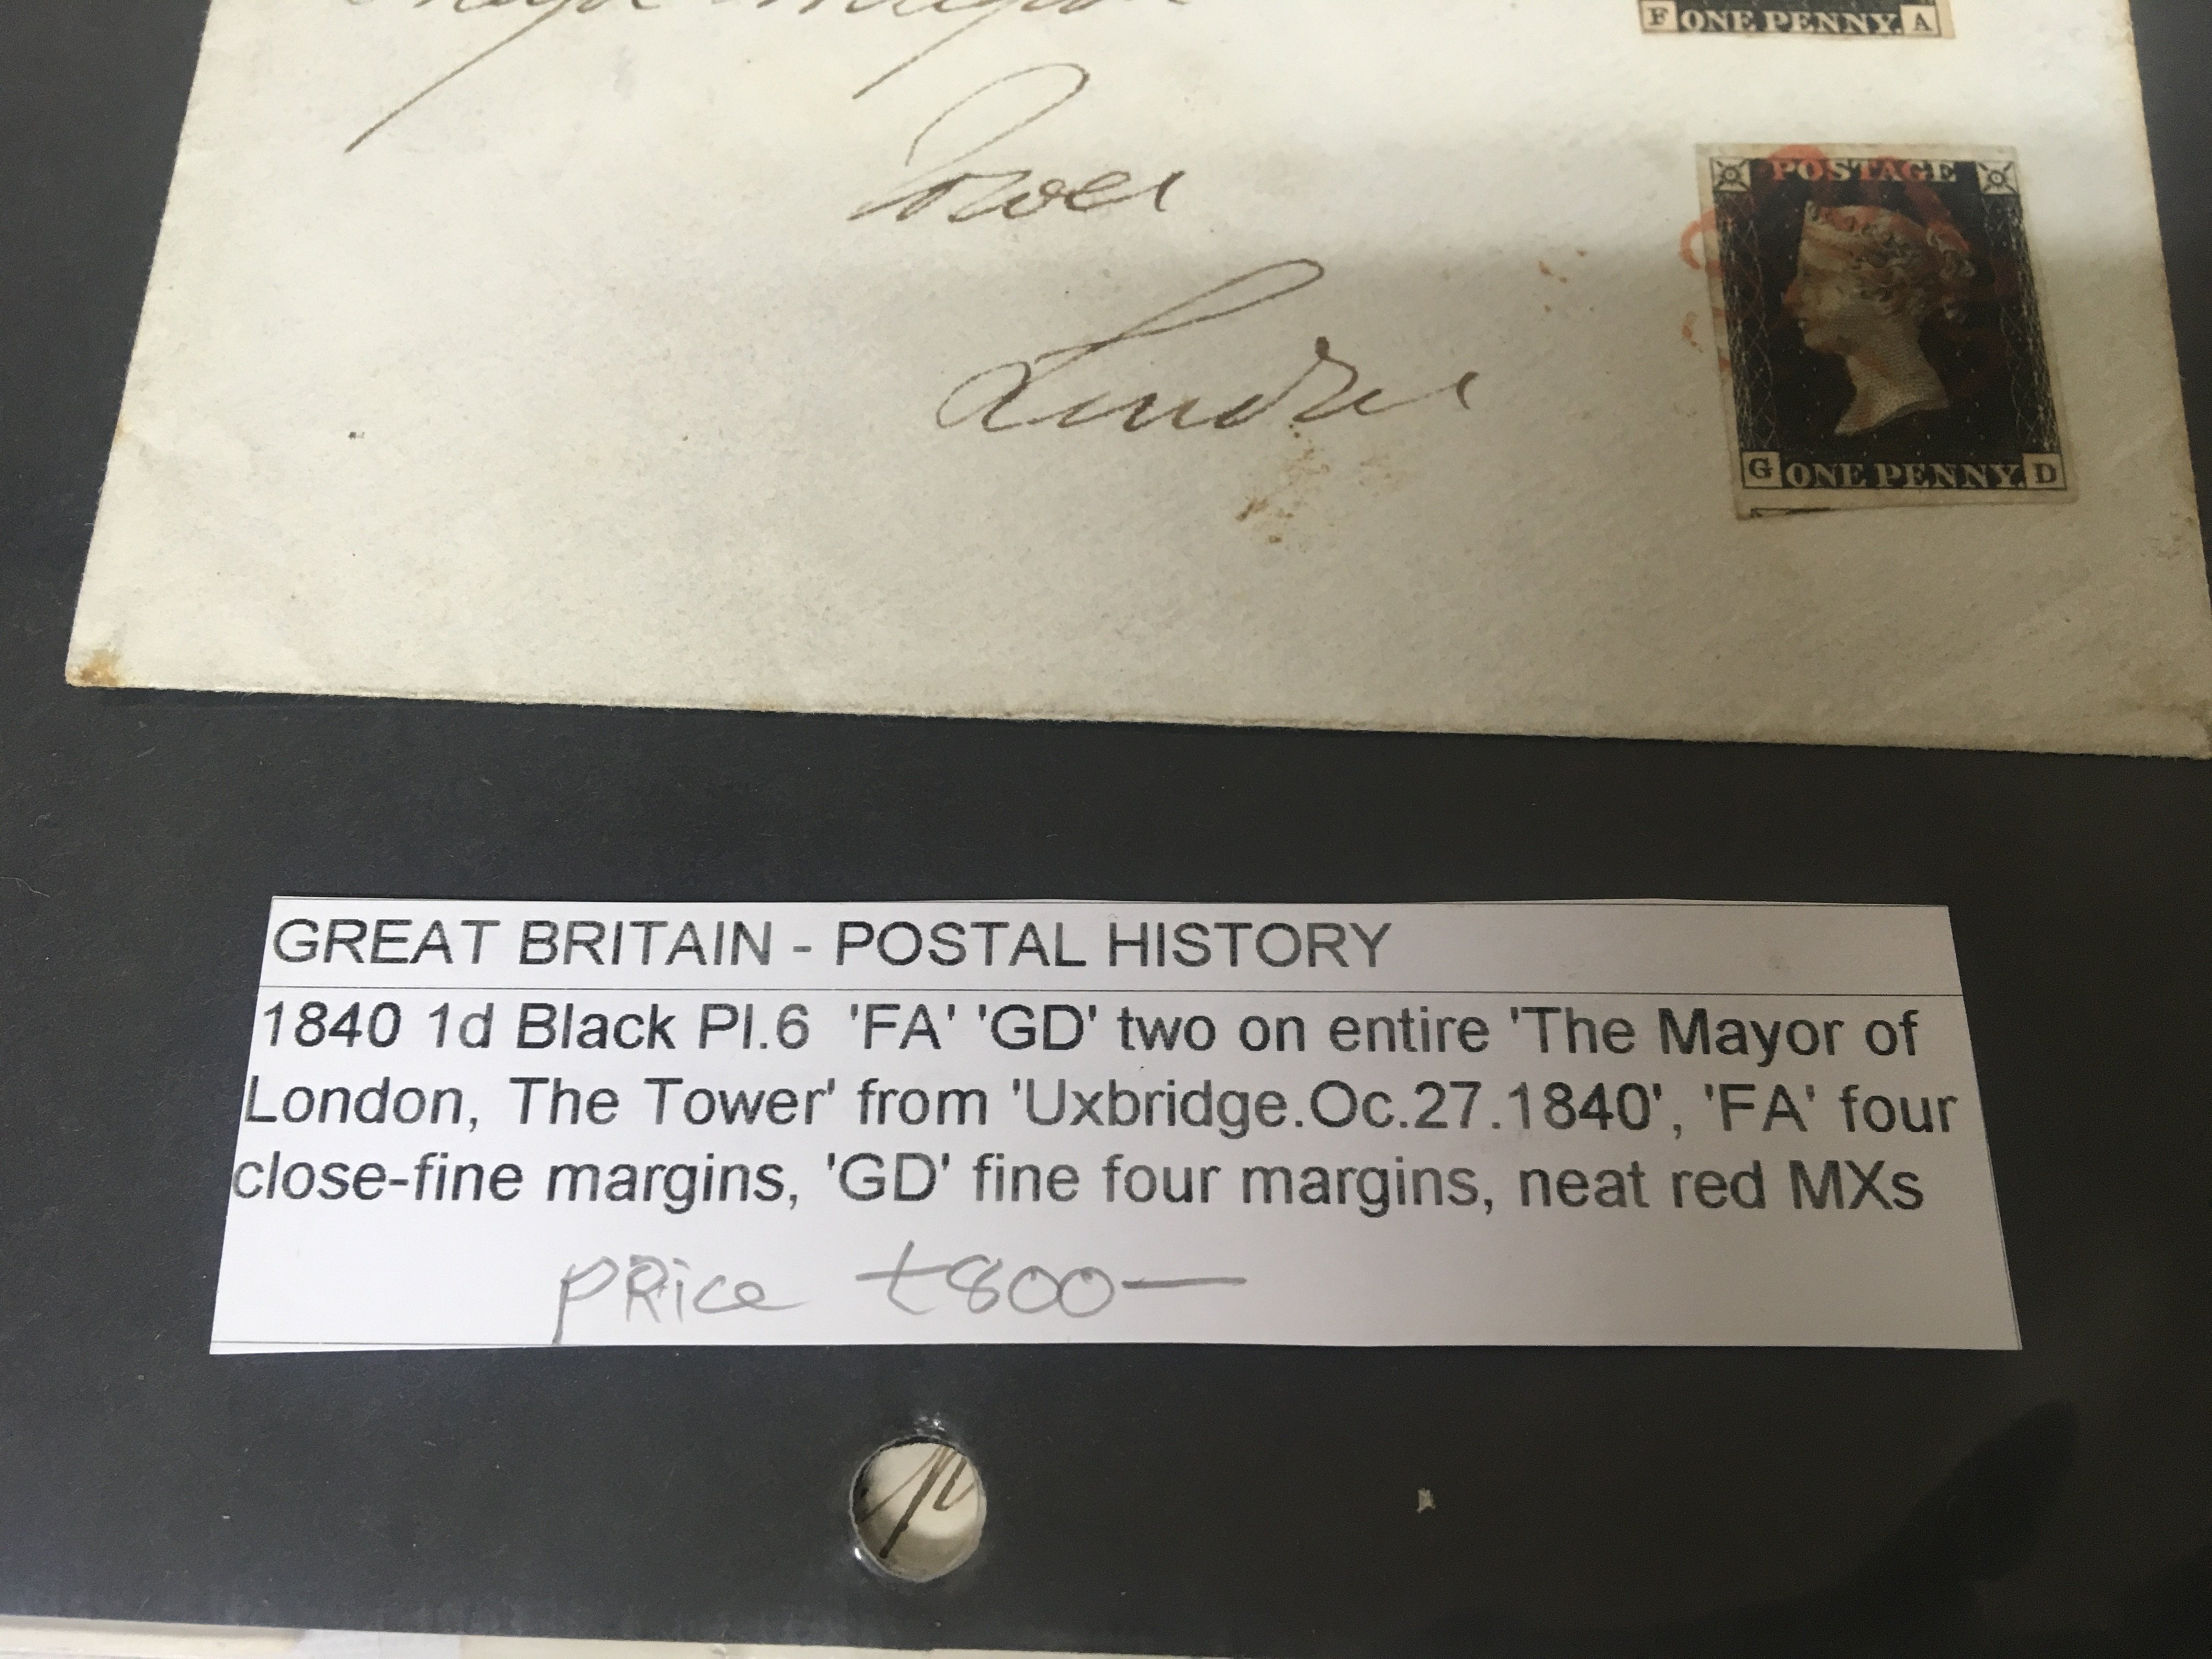 F ONE PENNY. A
Tower
London
POSTAGE
G ONE PENNY. D
GREAT BRITAIN - POSTAL HISTORY
1840 1d Black Pl.6 'FA' 'GD' two on entire 'The Mayor of
London, The Tower' from 'Uxbridge.Oc.27.1840', 'FA' four
close-fine margins, 'GD' fine four margins, neat red MXs
PRice £800—